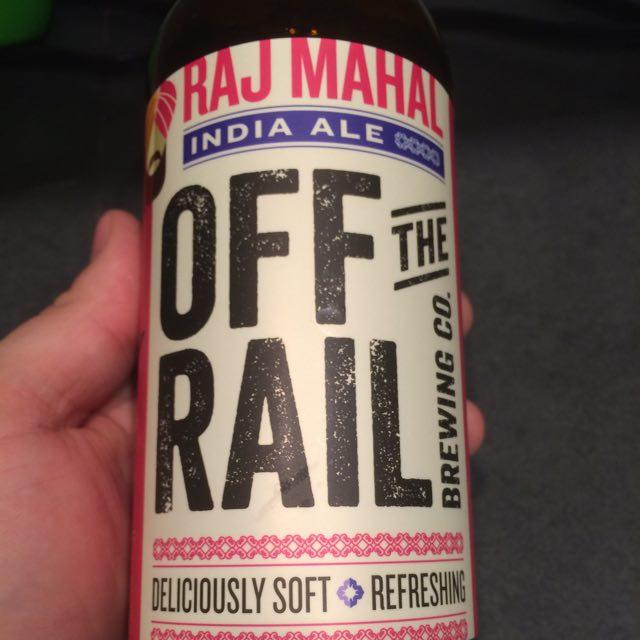 RAJ MAHAL
INDIA ALE
OFF
THE
RAIL
BREWING CO.
DELICIOUSLY SOFT REFRESHING